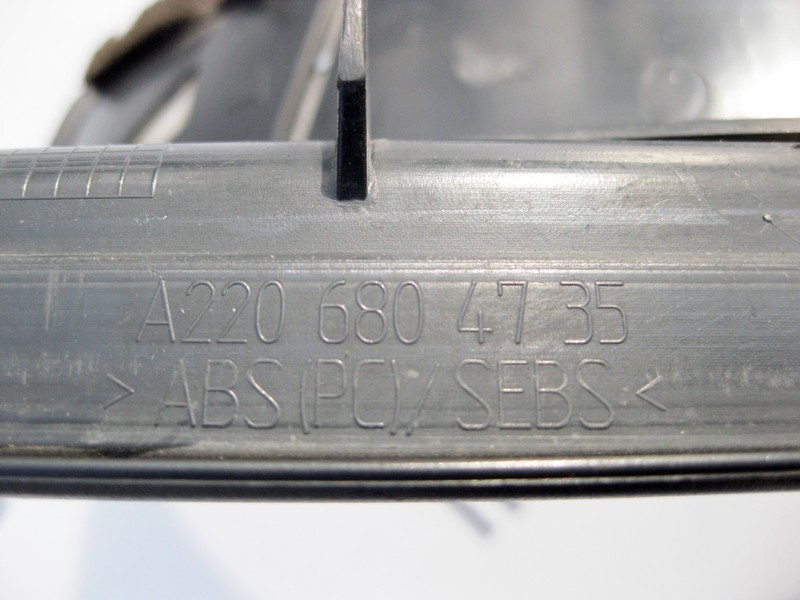 A220 680 47 35
> ABS (PC) / SEBS <